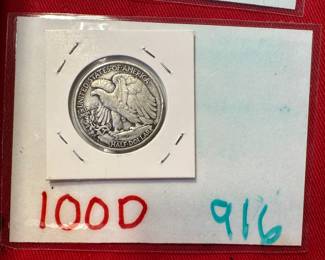 UNITED STATES OF AMERICA
HALF DOLLAR
100D
916